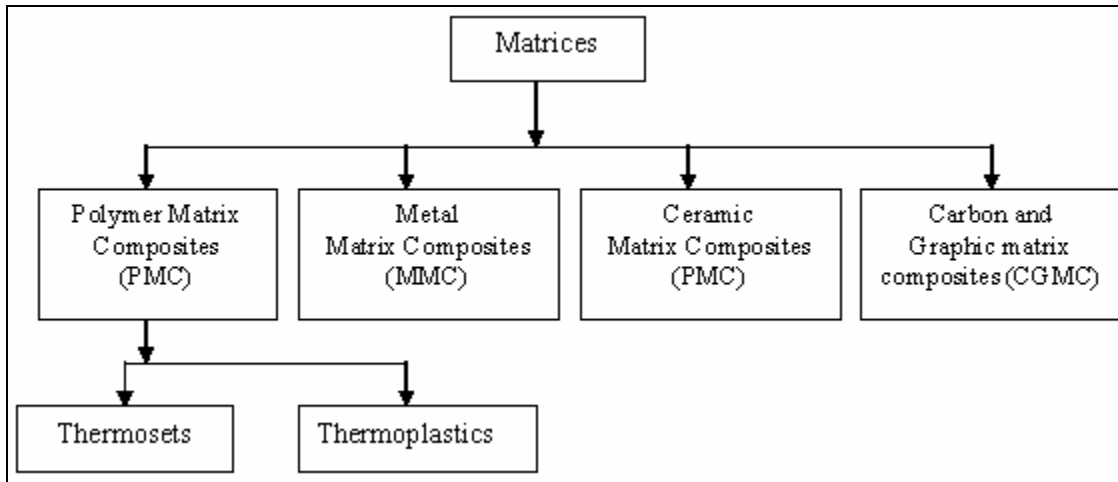 Matrices
Polymer Matrix
Composites
(PMC)
Metal
Matrix Composites
(MMC)
Ceramic
Matrix Composites
(PMC)
Carbon and
Graphic matrix
composites (CGMC)
Thermosets
Thermoplastics